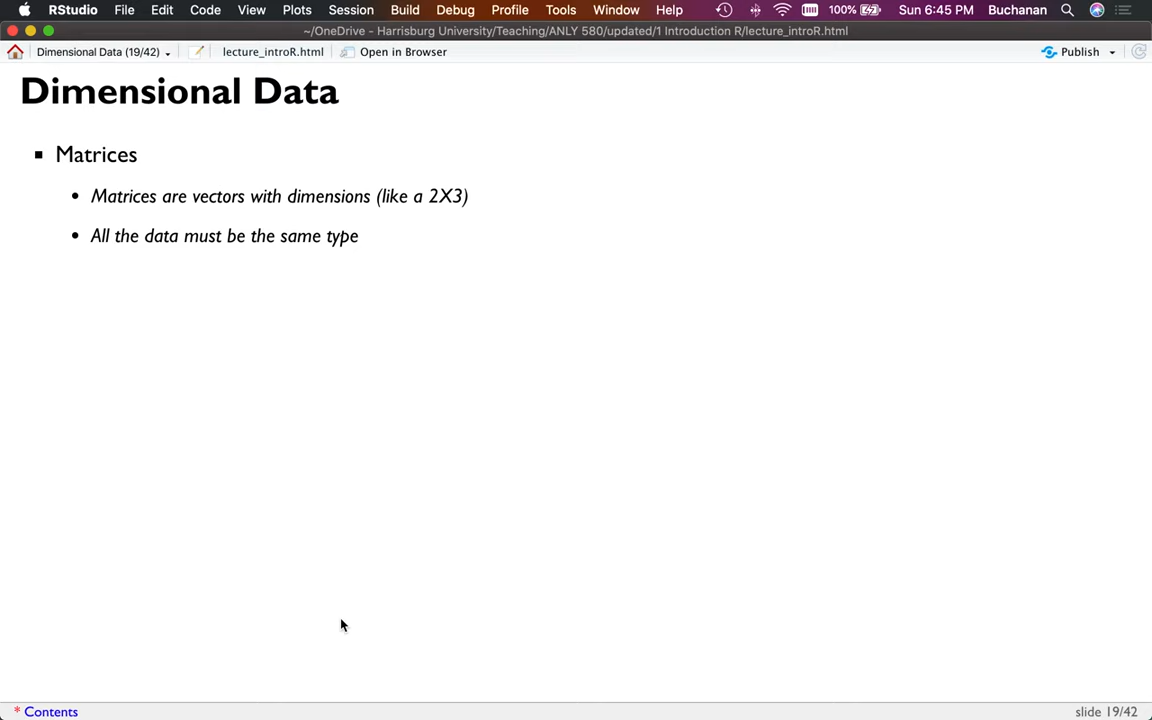 RStudio File Edit Code View Plots Session Build Debug Profile Tools Window Help 100% Sun 6:45 PM Buchanan
~/OneDrive - Harrisburg University/Teaching/ANLY 580/updated/1 Introduction R/lecture_introR.html
Dimensional Data (19/42) lecture_introR.html Open in Browser Publish
Dimensional Data
Matrices
Matrices are vectors with dimensions (like a 2X3)
All the data must be the same type
* Contents slide 19/42